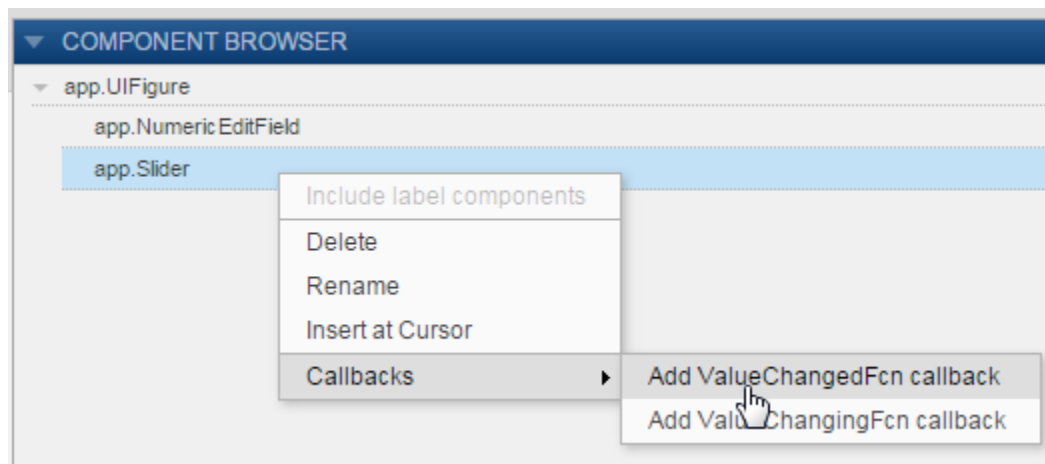 COMPONENT BROWSER
app.UIFigure
app.NumericEditField
app.Slider
Include label components
Delete
Rename
Insert at Cursor
Callbacks
Add ValueChangedFcn callback
Add ValueChangingFcn callback